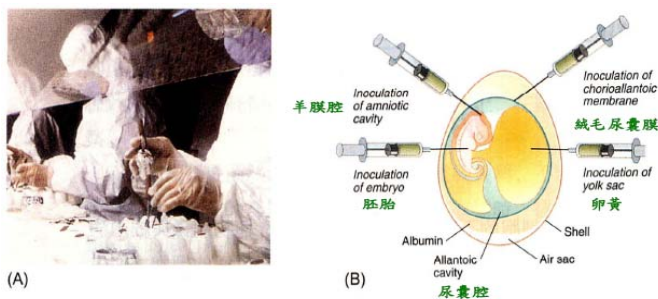 羊膜腔
Inoculation
of amniotic
cavity
Inoculation of
chorioallantoic
membrane
絨毛尿囊膜
Inoculation
of embryo
胚胎
Inoculation of
yolk sac
卵黃
Albumin
Allantoic
cavity
尿囊腔
Air sac
Shell
(A)
(B)